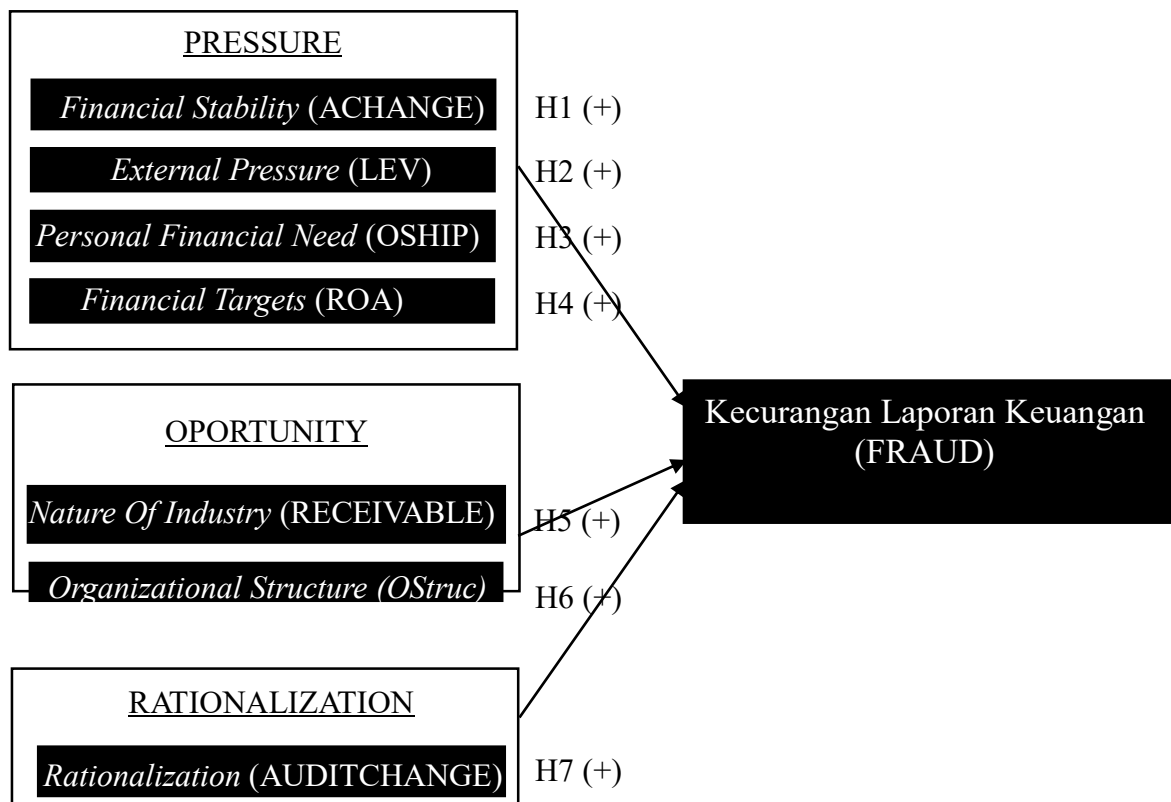 PRESSURE
Financial Stability (ACHANGE) H1 (+)
External Pressure (LEV) H2 (+)
Personal Financial Need (OSHIP) H3 (+)
Financial Targets (ROA) H4 (+)
Kecurangan Laporan Keuangan
(FRAUD)
OPORTUNITY
Nature Of Industry (RECEIVABLE) H5 (+)
Organizational Structure (OStruc) H6 (+)
RATIONALIZATION
Rationalization (AUDITCHANGE) H7 (+)